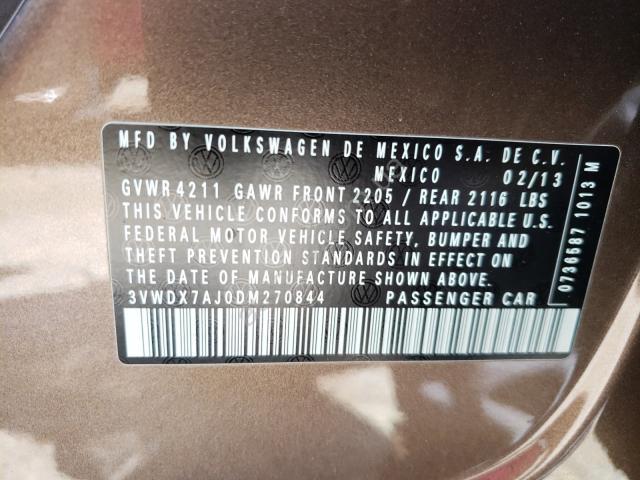 MFD BY VOLKSWAGEN DE MEXICO S.A. DE C.V.
MEXICO 02/13
GVWR 4211 GAWR FRONT 2205 / REAR 2116 LBS
THIS VEHICLE CONFORMS TO ALL APPLICABLE U.S.
FEDERAL MOTOR VEHICLE SAFETY, BUMPER AND
THEFT PREVENTION STANDARDS IN EFFECT ON
THE DATE OF MANUFACTURE SHOWN ABOVE.
3VWDX7AJ0DM270844 PASSENGER CAR
0736687 1013 M